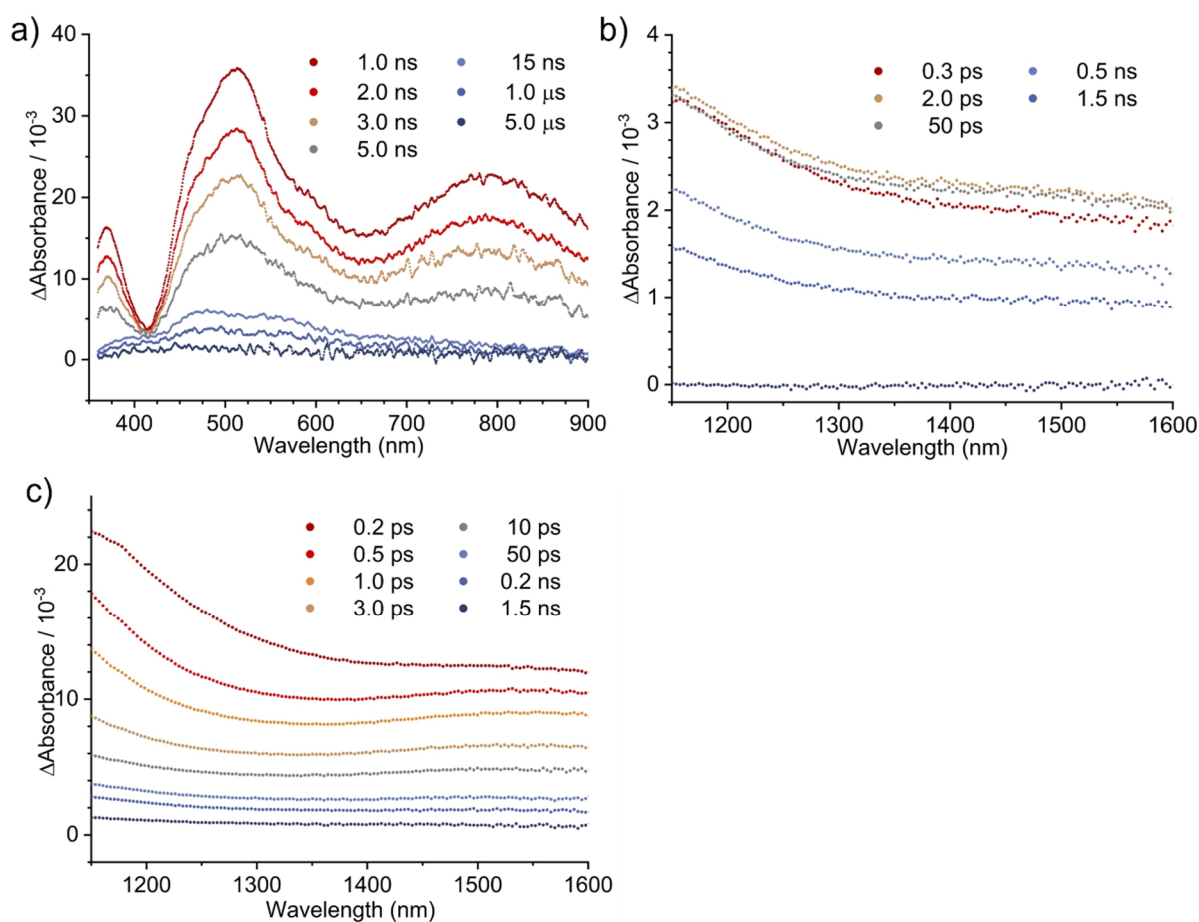 a)
40
30
20
10
0
ΔAbsorbance / 10⁻³
1.0 ns
2.0 ns
3.0 ns
5.0 ns
15 ns
1.0 μs
5.0 μs
400 500 600 700 800 900
Wavelength (nm)
b)
4
3
2
1
0
ΔAbsorbance / 10⁻³
0.3 ps
2.0 ps
50 ps
0.5 ns
1.5 ns
1200 1300 1400 1500 1600
Wavelength (nm)
c)
20
10
0
ΔAbsorbance / 10⁻³
0.2 ps
0.5 ps
1.0 ps
3.0 ps
10 ps
50 ps
0.2 ns
1.5 ns
1200 1300 1400 1500 1600
Wavelength (nm)